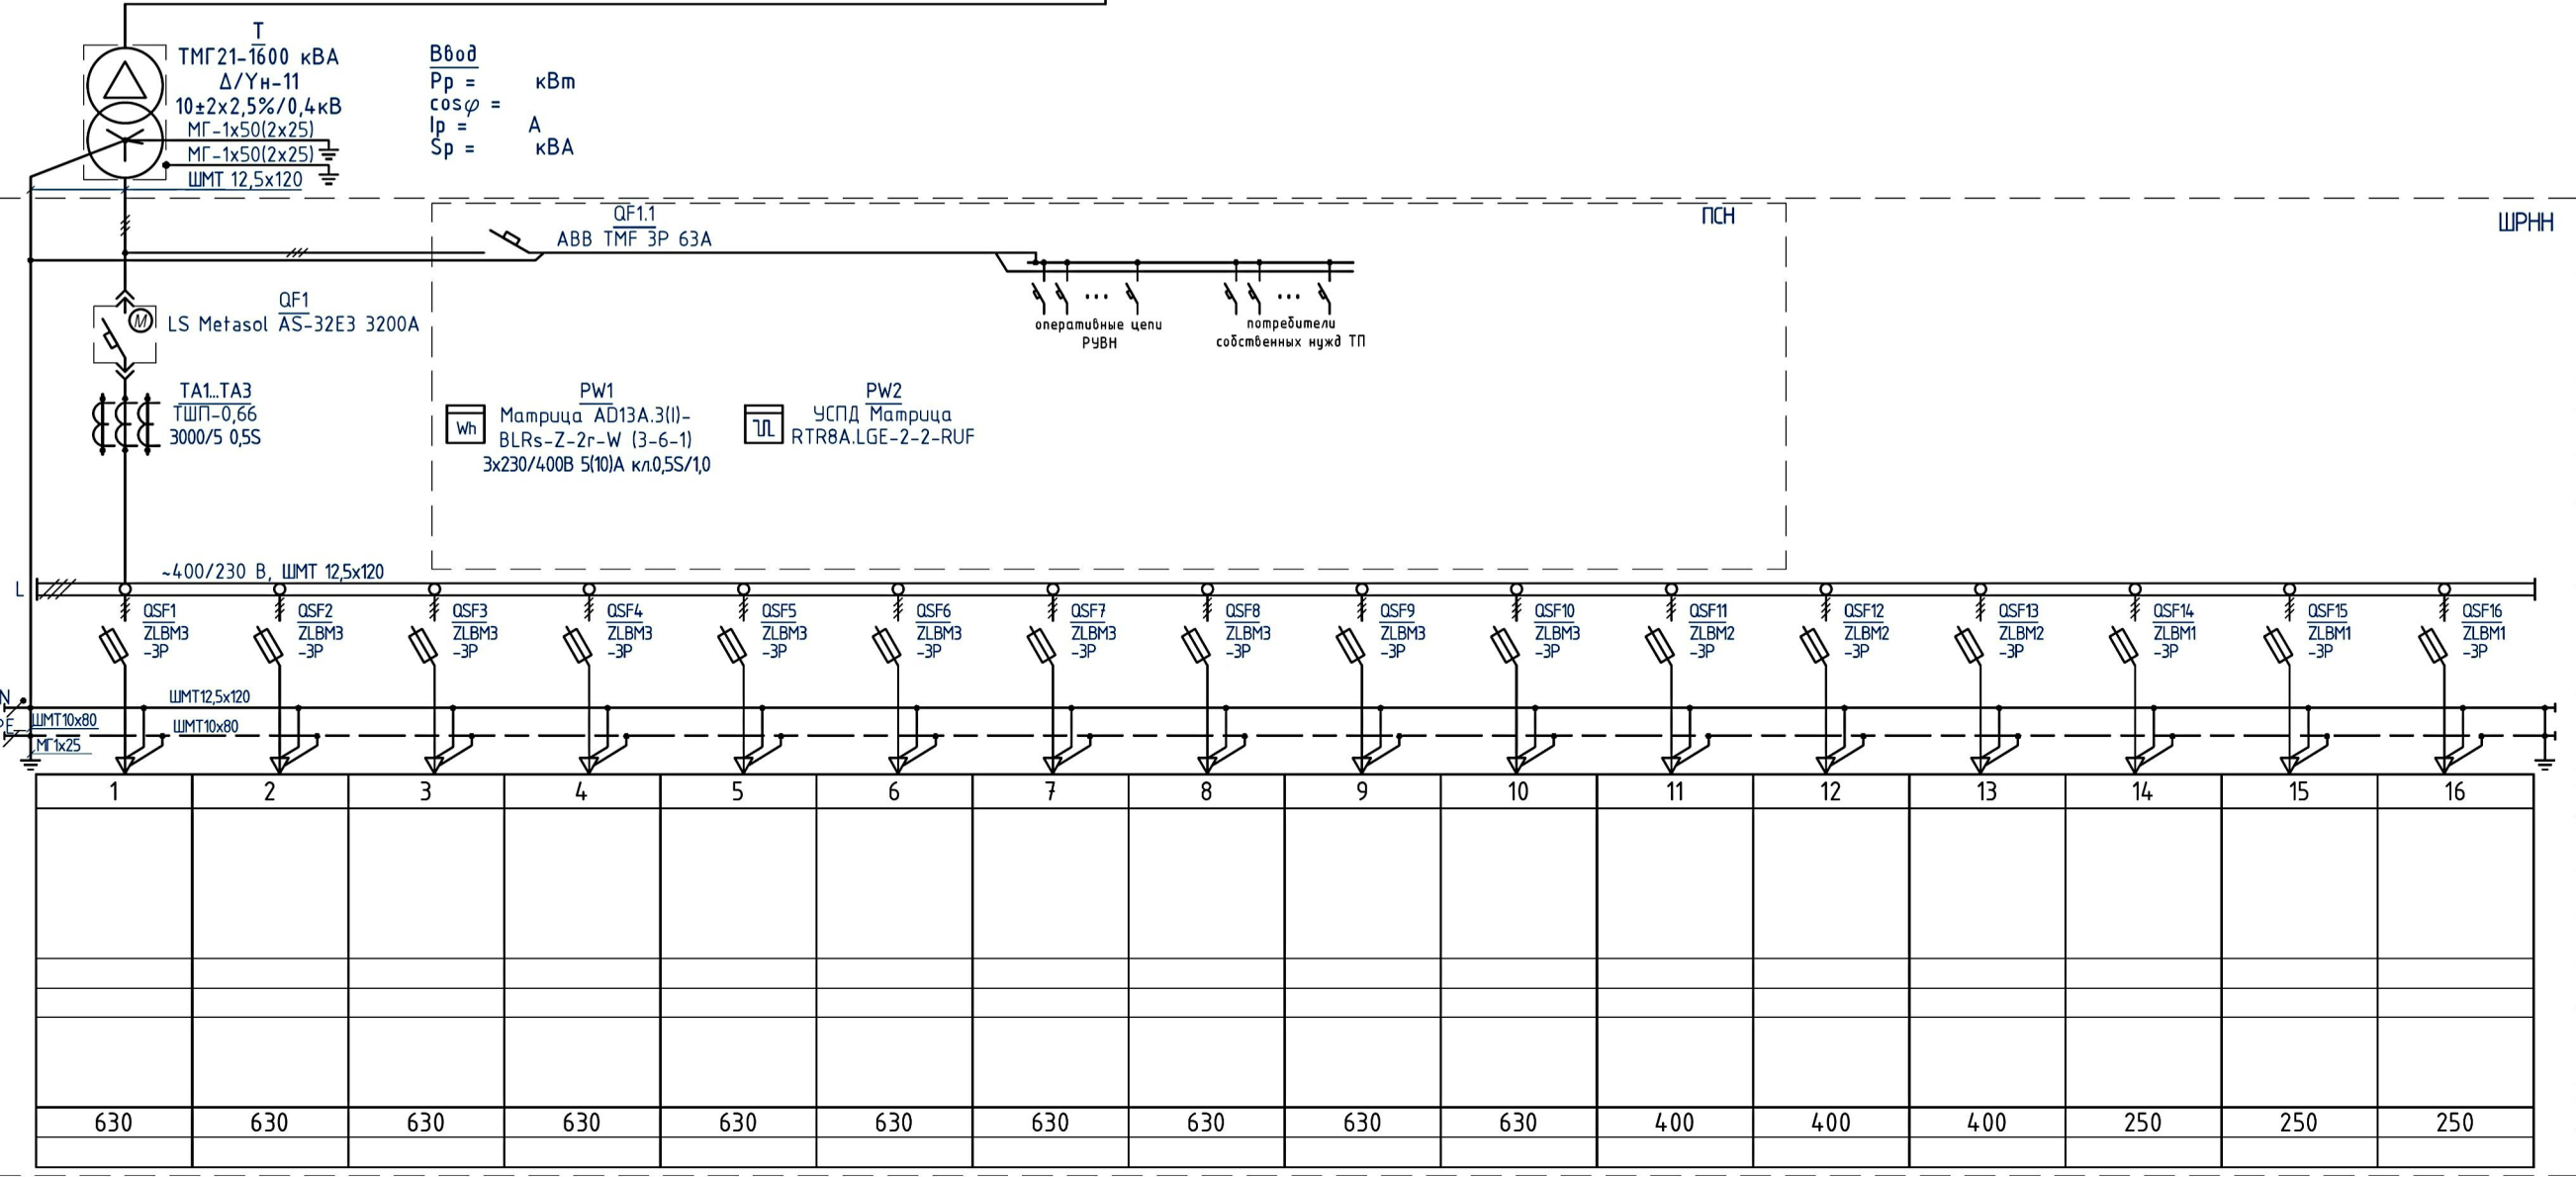 T
ТМГ21-1600 кВА
Δ/Yн-11
10±2х2,5%/0,4кВ
МГ-1х50(2х25)
МГ-1х50(2х25)
ШМТ 12,5х120
Ввод
Pр = кВт
cosφ =
Iр = А
Sр = кВА
QF1.1
ABB TMF 3P 63A
ПСН
ШРНН
QF1
LS Metasol AS-32E3 3200A
M
оперативные цепи
РУВН
потребители
собственных нужд ТП
TA1...TA3
ТШП-0,66
3000/5 0,5S
Wh
PW1
Матрица AD13A.3(I)-
BLRs-Z-2r-W (3-6-1)
3х230/400В 5(10)А кл.0,5S/1,0
PW2
УСПД Матрица
RTR8A.LGE-2-2-RUF
L
~400/230 В, ШМТ 12,5х120
QSF1 QSF2 QSF3 QSF4 QSF5 QSF6 QSF7 QSF8 QSF9 QSF10 QSF11 QSF12 QSF13 QSF14 QSF15 QSF16
ZLBM3 ZLBM3 ZLBM3 ZLBM3 ZLBM3 ZLBM3 ZLBM3 ZLBM3 ZLBM3 ZLBM3 ZLBM2 ZLBM2 ZLBM2 ZLBM1 ZLBM1 ZLBM1
-3P -3P -3P -3P -3P -3P -3P -3P -3P -3P -3P -3P -3P -3P -3P -3P
N
ШМТ12,5х120
PE
ШМТ10х80
ШМТ10х80
МГ1х25
1 2 3 4 5 6 7 8 9 10 11 12 13 14 15 16
630 630 630 630 630 630 630 630 630 630 400 400 400 250 250 250